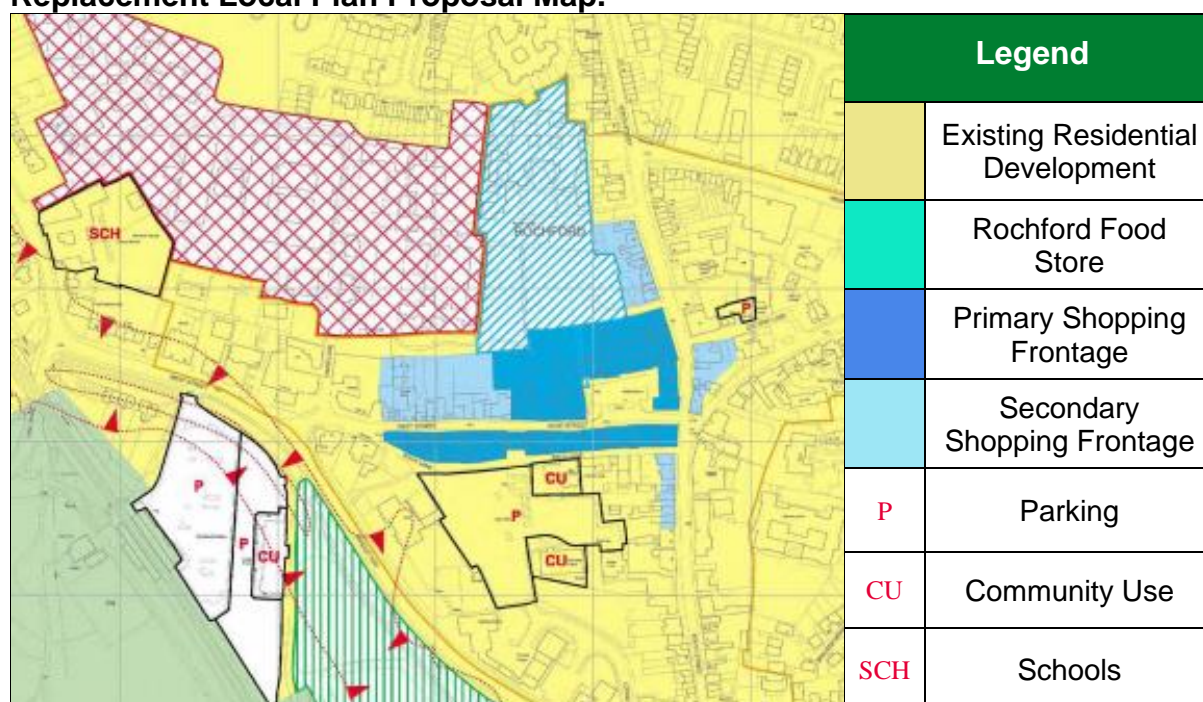 Replacement Local Plan Proposal Map.
Legend
Existing Residential
Development
Rochford Food
Store
Primary Shopping
Frontage
Secondary
Shopping Frontage
P
Parking
CU
Community Use
SCH
Schools
SCH
ROCHFORD
P
P
P
CU
CU
P
CU